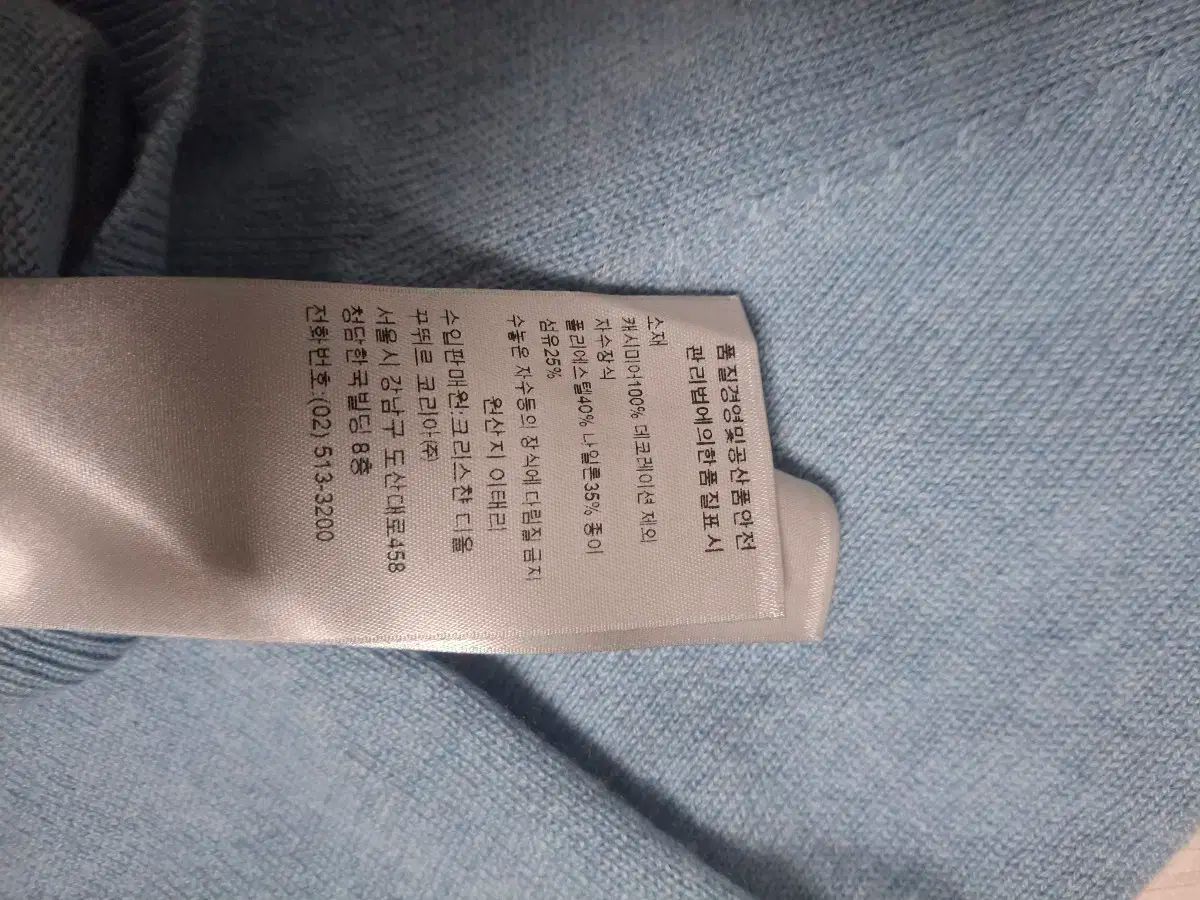 품질경영및공산품안전
관리법에의한품질표시
소재
캐시미어100% 데코레이션 제외
자수장식
폴리에스텔40% 나일론35% 종이
섬유25%
수놓은 자수등의 장식에 다림질 금지
원산지 이태리
수입판매원:크리스챤 디올
꾸뛰르 코리아(주)
서울시 강남구 도산대로458
청담한국빌딩 8층
전화번호:(02) 513-3200